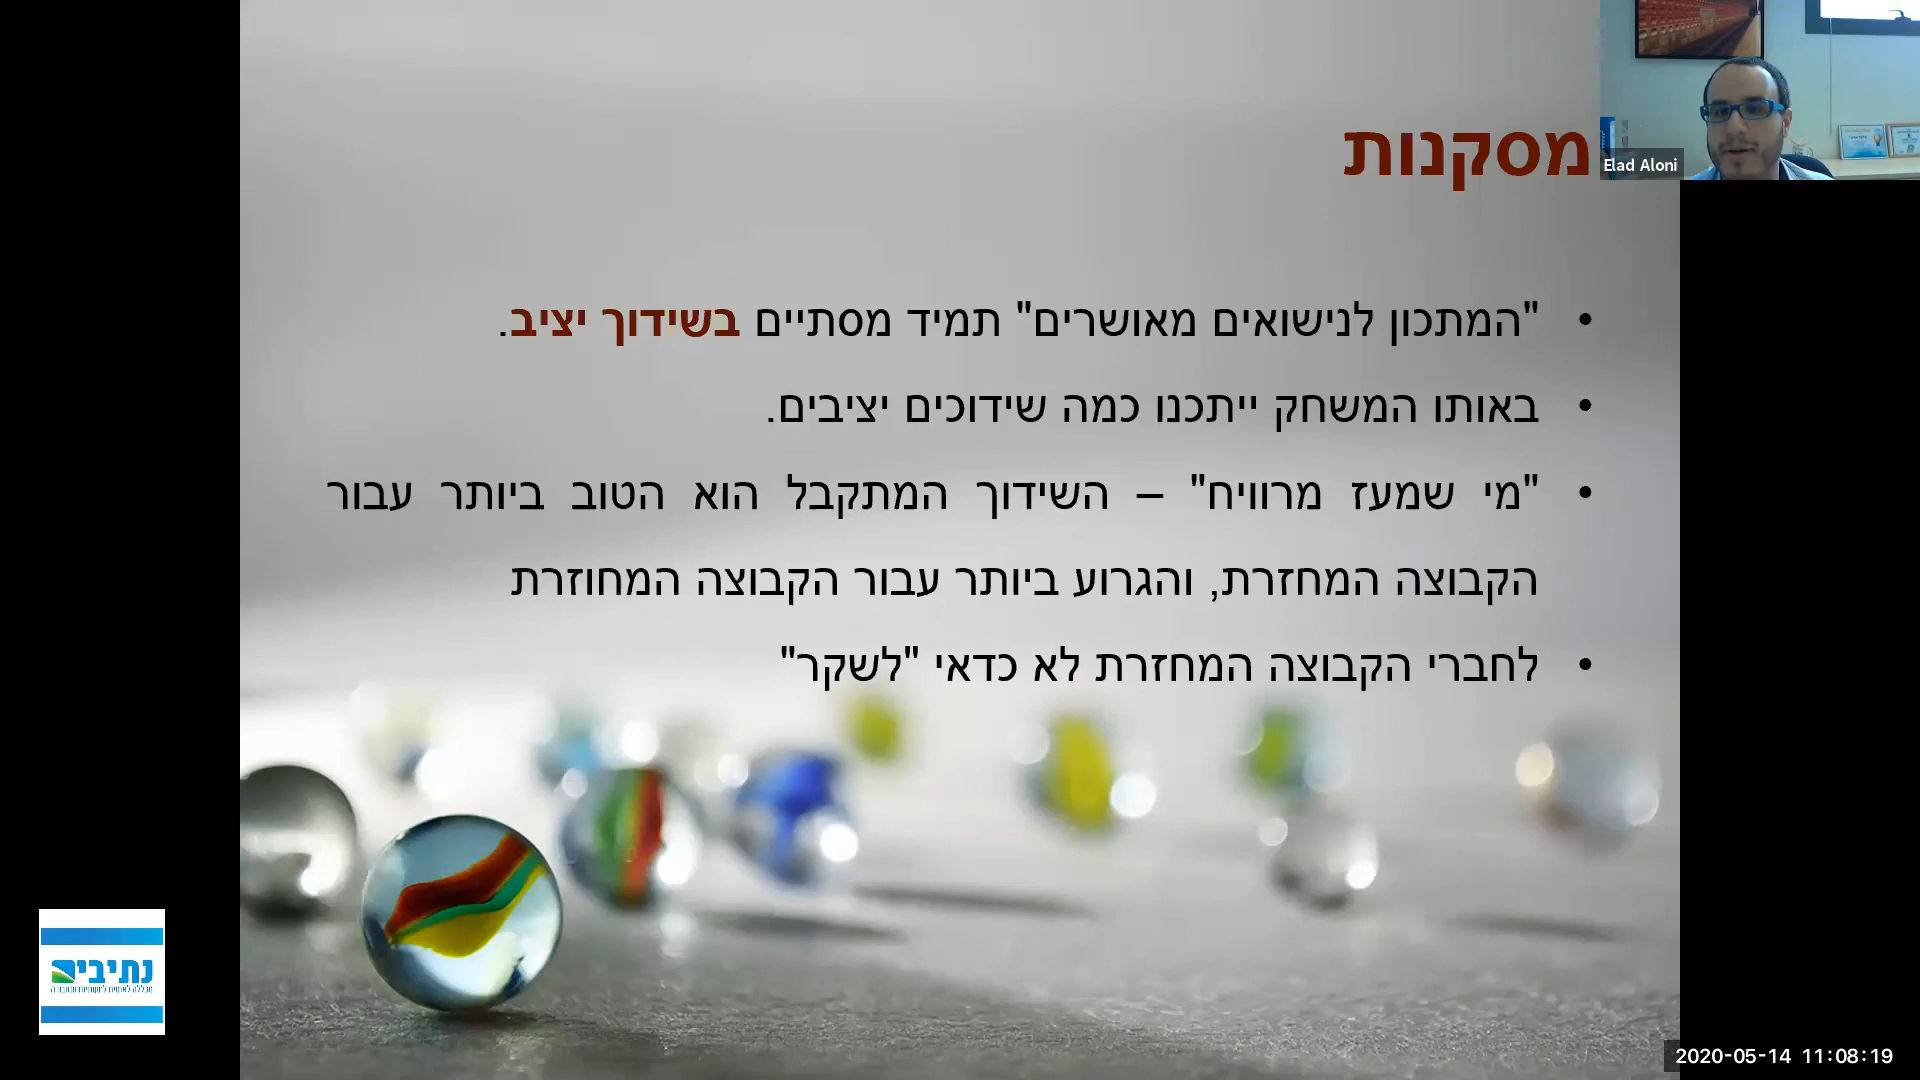 Elad Aloni
מסקנות
• "המתכון לנישואים מאושרים" תמיד מסתיים בשידוך יציב.
• באותו המשחק ייתכנו כמה שידוכים יציבים.
• "מי שמעז מרוויח" – השידוך המתקבל הוא הטוב ביותר עבור
הקבוצה המחזרת, והגרוע ביותר עבור הקבוצה המחוזרת
• לחברי הקבוצה המחזרת לא כדאי "לשקר"
2020-05-14 11:08:19